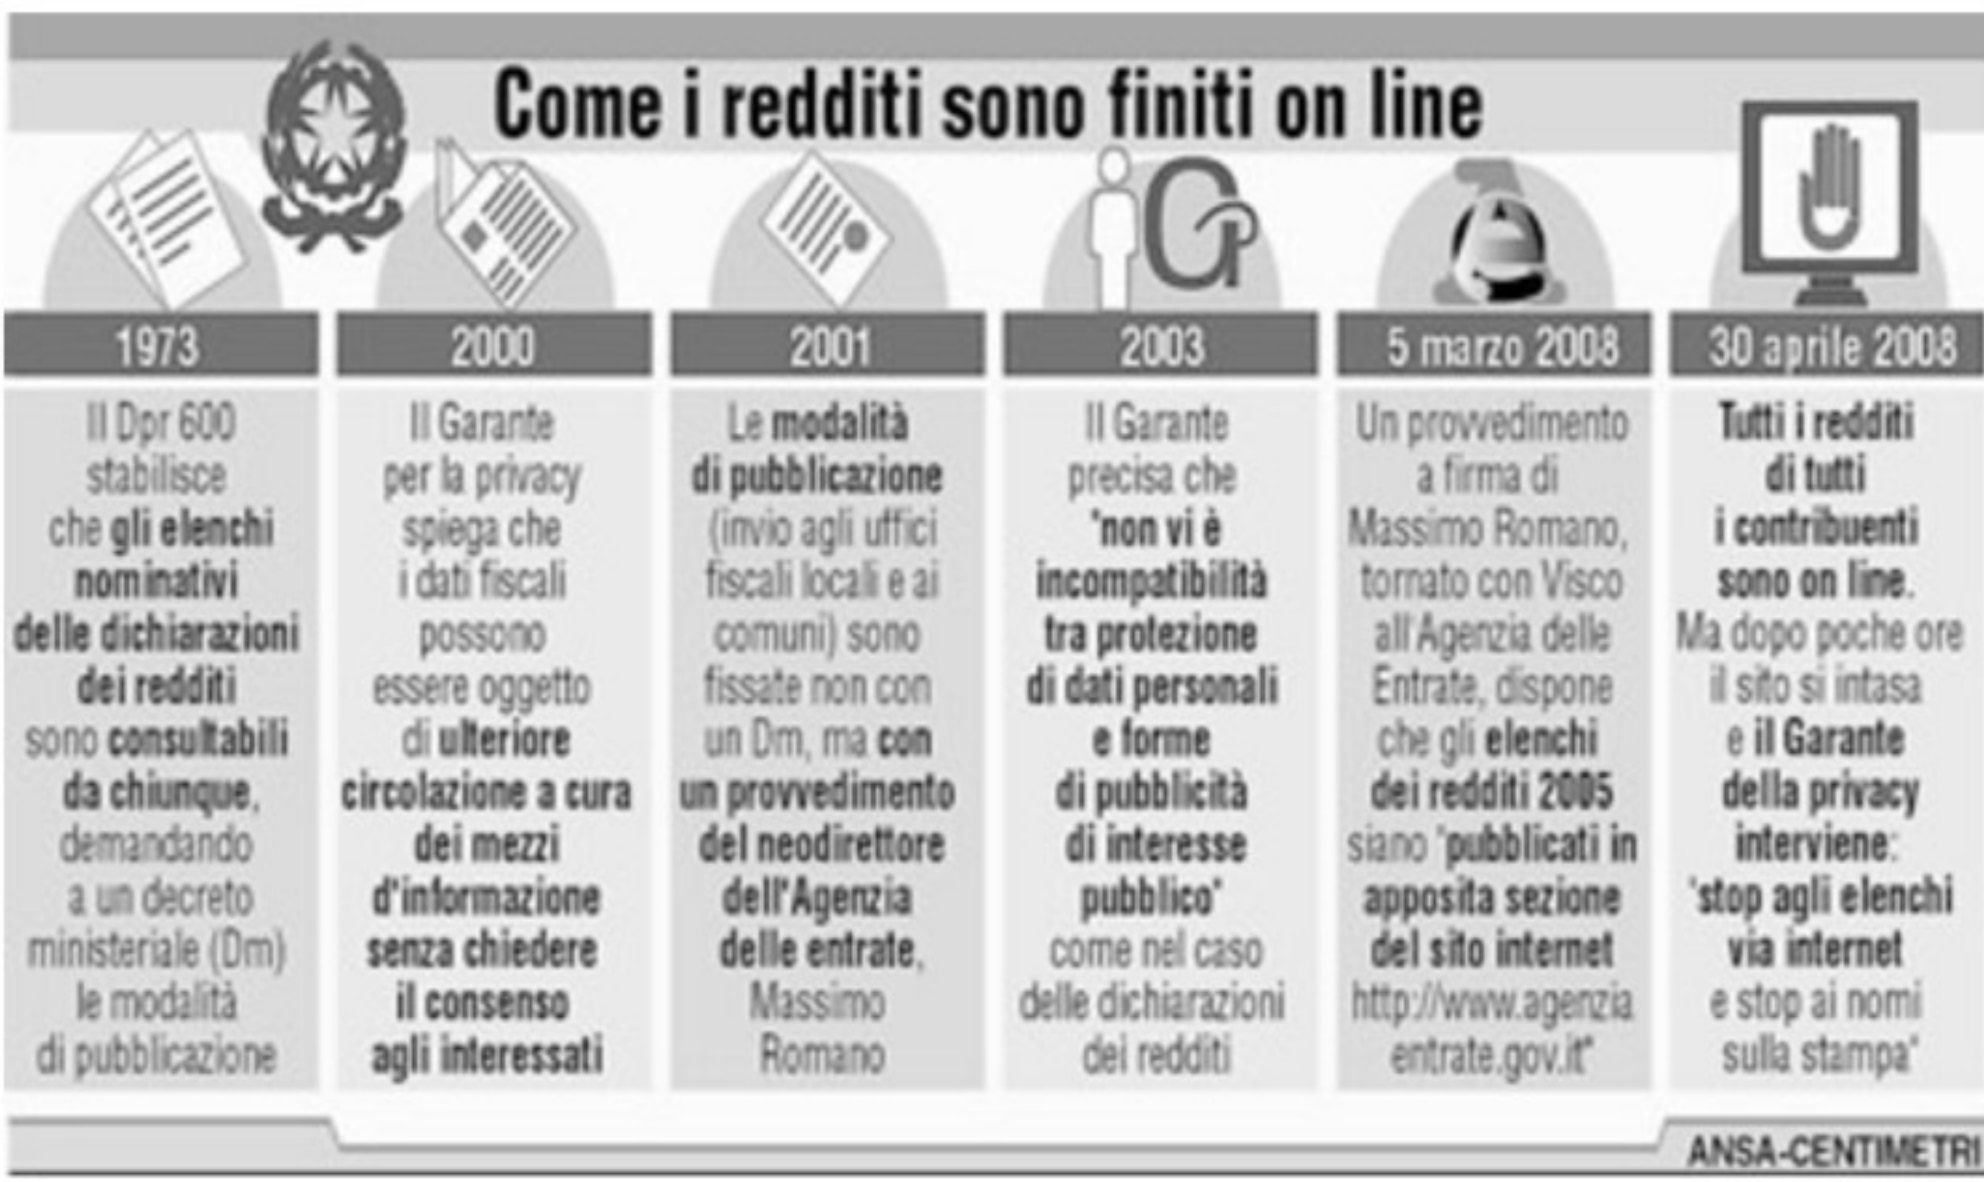 Come i redditi sono finiti on line
1973
Il Dpr 600
stabilisce
che gli elenchi
nominativi
delle dichiarazioni
dei redditi
sono consultabili
da chiunque,
demandando
a un decreto
ministeriale (Dm)
le modalità
di pubblicazione
2000
Il Garante
per la privacy
spiega che
i dati fiscali
possono
essere oggetto
di ulteriore
circolazione a cura
dei mezzi
d'informazione
senza chiedere
il consenso
agli interessati
2001
Le modalità
di pubblicazione
(invio agli uffici
fiscali locali e ai
comuni) sono
fissate non con
un Dm, ma con
un provvedimento
del neodirettore
dell'Agenzia
delle entrate,
Massimo
Romano
2003
Il Garante
precisa che
"non vi è
incompatibilità
tra protezione
di dati personali
e forme
di pubblicità
di interesse
pubblico"
come nel caso
delle dichiarazioni
dei redditi
5 marzo 2008
Un provvedimento
a firma di
Massimo Romano,
tornato con Visco
all'Agenzia delle
Entrate, dispone
che gli elenchi
dei redditi 2005
siano "pubblicati in
apposita sezione
del sito internet
http://www.agenzia
entrate.gov.it"
30 aprile 2008
Tutti i redditi
di tutti
i contribuenti
sono on line.
Ma dopo poche ore
il sito si intasa
e il Garante
della privacy
interviene:
"stop agli elenchi
via internet
e stop ai nomi
sulla stampa"
ANSA-CENTIMETRI